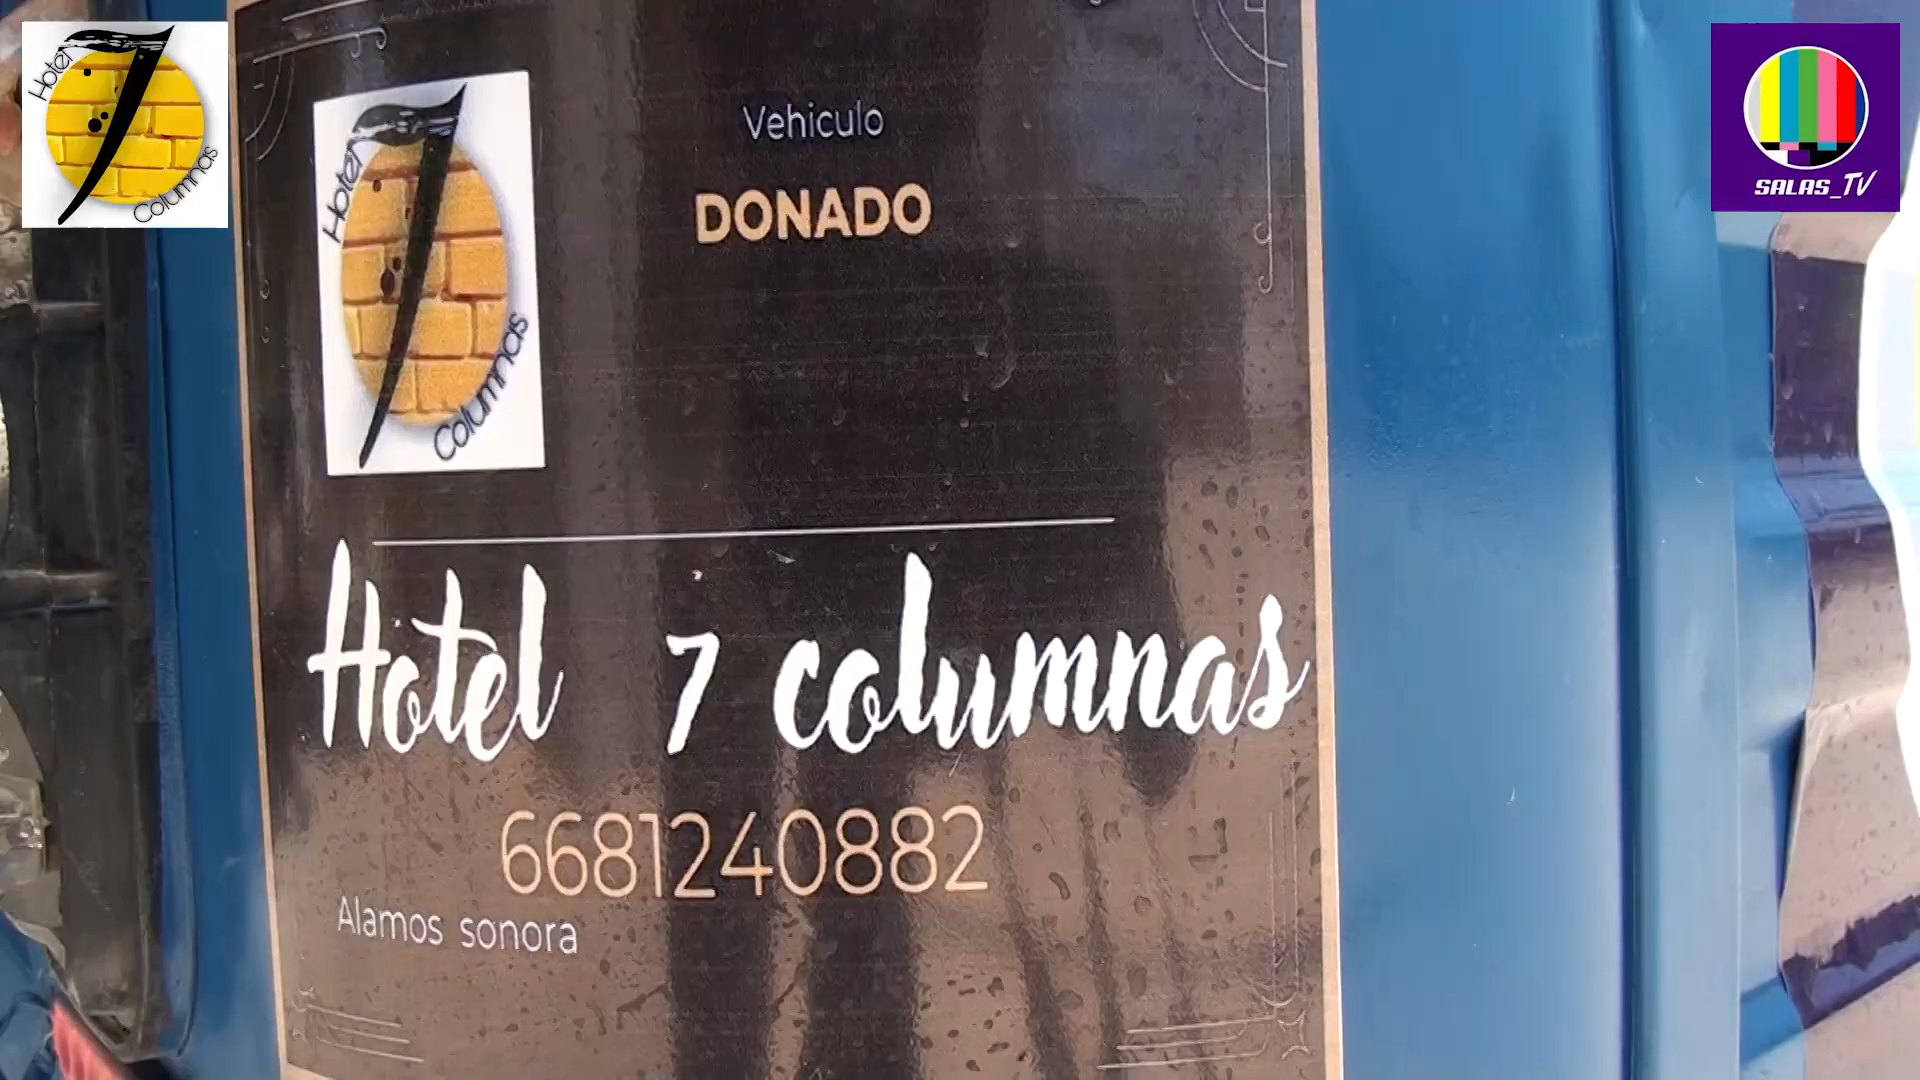 Hotel
7
Columnas
SALAS_TV
Hotel
7
Columnas
Vehiculo
DONADO
Hotel 7 columnas
6681240882
Alamos sonora